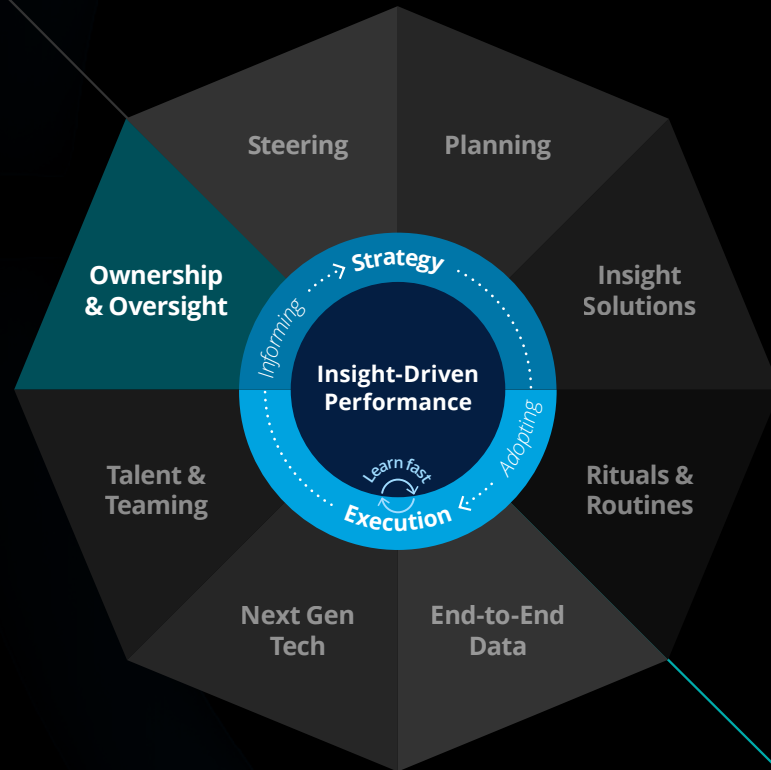 Steering
Planning
Ownership
& Oversight
Insight
Solutions
Strategy
Informing
Insight-Driven
Performance
Adopting
Learn fast
Execution
Talent &
Teaming
Rituals &
Routines
Next Gen
Tech
End-to-End
Data